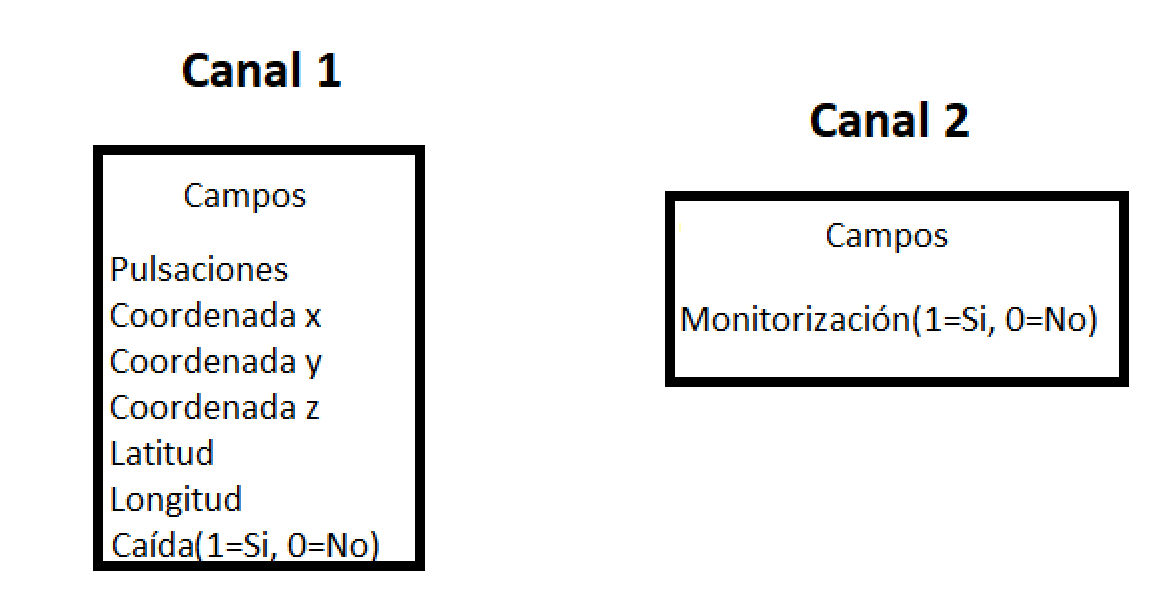 Canal 1
Campos
Pulsaciones
Coordenada x
Coordenada y
Coordenada z
Latitud
Longitud
Caída(1=Si, 0=No)
Canal 2
Campos
Monitorización(1=Si, 0=No)